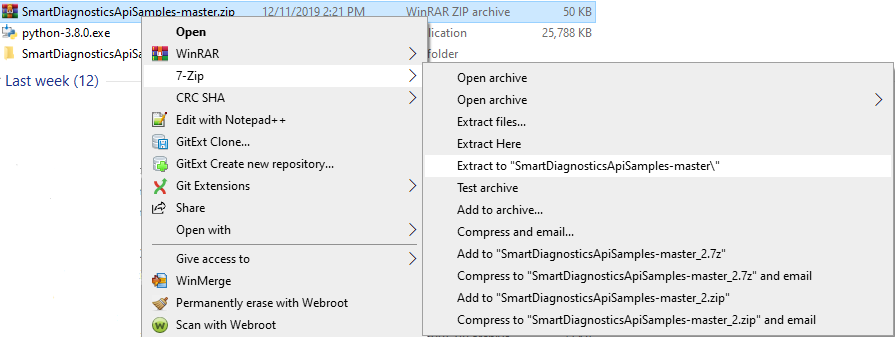 SmartDiagnosticsApiSamples-master.zip 12/11/2019 2:21 PM WinRAR ZIP archive 50 KB
python-3.8.0.exe lication 25,788 KB
SmartDiagnosticsApiSa folder
Last week (12)
Open
WinRAR
7-Zip
CRC SHA
Edit with Notepad++
GitExt Clone...
GitExt Create new repository...
Git Extensions
Share
Open with
Give access to
WinMerge
Permanently erase with Webroot
Scan with Webroot
Open archive
Open archive
Extract files...
Extract Here
Extract to "SmartDiagnosticsApiSamples-master\"
Test archive
Add to archive...
Compress and email...
Add to "SmartDiagnosticsApiSamples-master_2.7z"
Compress to "SmartDiagnosticsApiSamples-master_2.7z" and email
Add to "SmartDiagnosticsApiSamples-master_2.zip"
Compress to "SmartDiagnosticsApiSamples-master_2.zip" and email